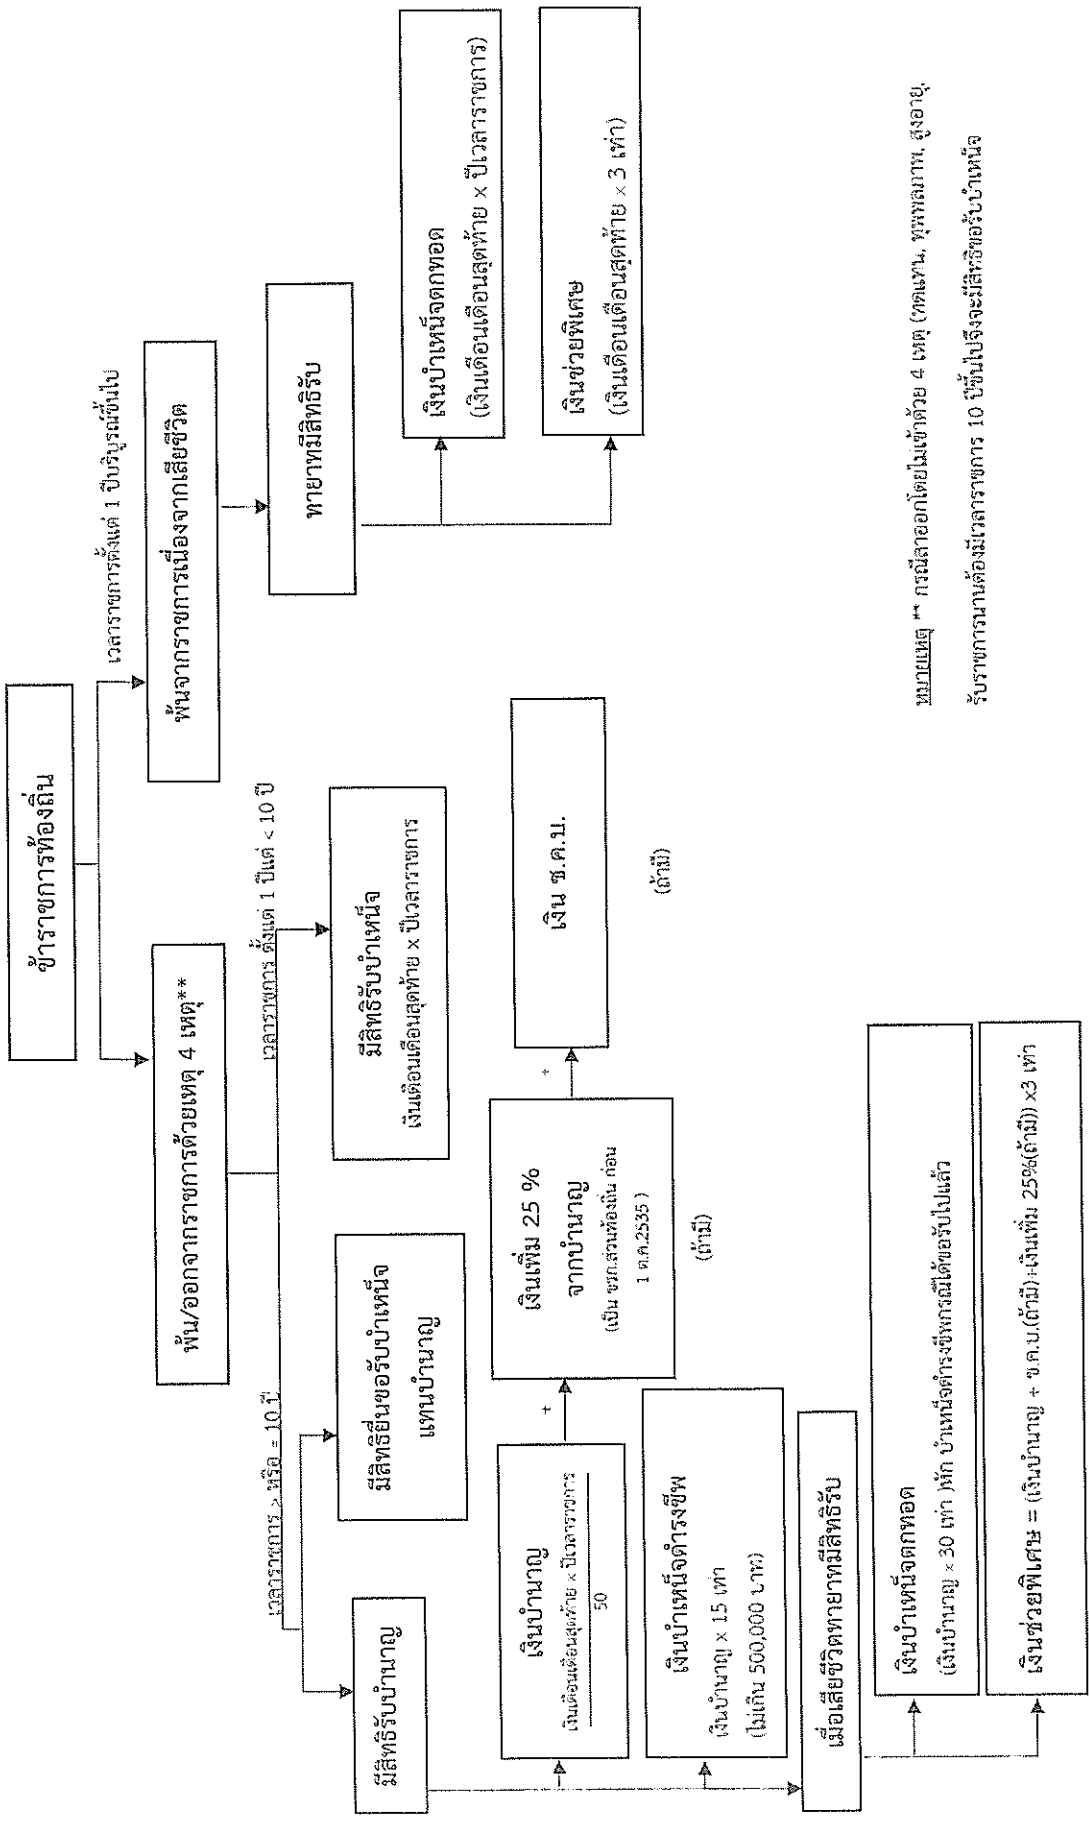 ข้าราชการท้องถิ่น
พ้น/ออกจากราชการด้วยเหตุ 4 เหตุ**
เวลาราชการ > หรือ = 10 ปี
มีสิทธิรับบำนาญ
เงินบำนาญ
เงินเดือนเดือนสุดท้าย x ปีเวลาราชการ
50
+
เงินเพิ่ม 25 %
จากบำนาญ
(เป็น ขรก.ส่วนท้องถิ่น ก่อน
1 ต.ค.2535 )
(ถ้ามี)
+
เงิน ช.ค.บ.
(ถ้ามี)
เงินบำเหน็จดำรงชีพ
เงินบำนาญ x 15 เท่า
(ไม่เกิน 500,000 บาท)
เมื่อเสียชีวิตทายาทมีสิทธิรับ
เงินบำเหน็จตกทอด
(เงินบำนาญ x 30 เท่า )หัก บำเหน็จดำรงชีพกรณีได้ขอรับไปแล้ว
เงินช่วยพิเศษ = ((เงินบำนาญ + ช.ค.บ.(ถ้ามี)+เงินเพิ่ม 25%(ถ้ามี)) x3 เท่า
มีสิทธิยื่นขอรับบำเหน็จ
แทนบำนาญ
เวลาราชการ ตั้งแต่ 1 ปีแต่ < 10 ปี
มีสิทธิรับบำเหน็จ
เงินเดือนเดือนสุดท้าย x ปีเวลาราชการ
เวลาราชการตั้งแต่ 1 ปีบริบูรณ์ขึ้นไป
พ้นจากราชการเนื่องจากเสียชีวิต
ทายาทมีสิทธิรับ
เงินบำเหน็จตกทอด
(เงินเดือนเดือนสุดท้าย x ปีเวลาราชการ)
เงินช่วยพิเศษ
(เงินเดือนเดือนสุดท้าย x 3 เท่า)
หมายเหตุ ** กรณีลาออกโดยไม่เข้าด้วย 4 เหตุ (ทดแทน, ทุพพลภาพ, สูงอายุ,
รับราชการนานต้องมีเวลาราชการ 10 ปีขึ้นไปจึงจะมีสิทธิขอรับบำเหน็จ